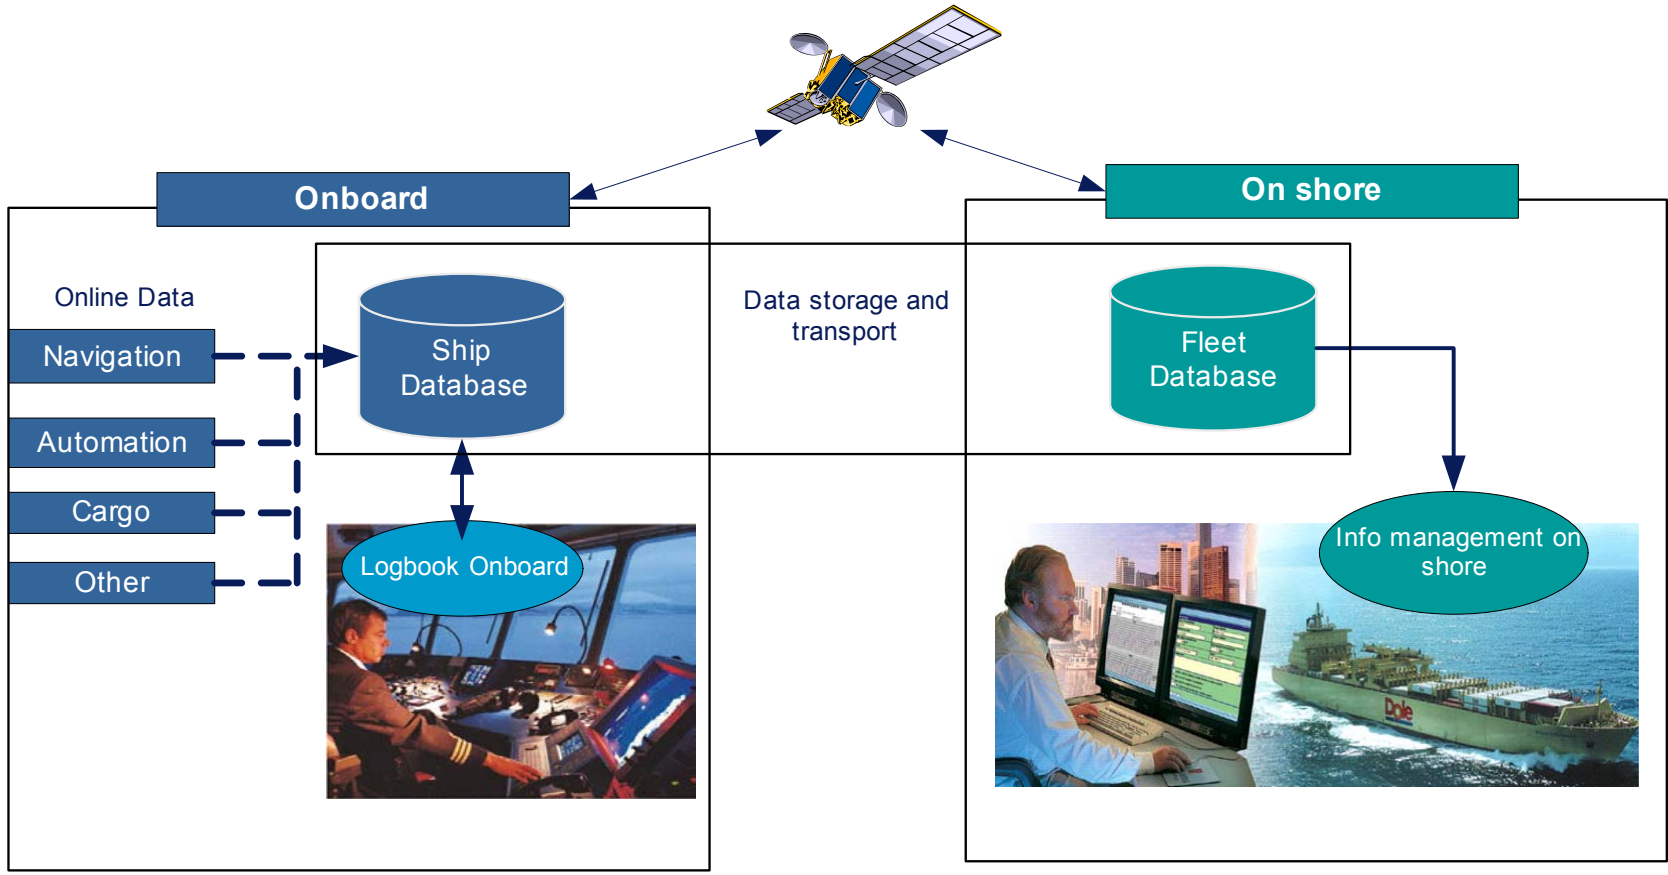 Onboard
On shore
Online Data
Navigation
Automation
Cargo
Other
Ship
Database
Logbook Onboard
Data storage and
transport
Fleet
Database
Info management on
shore
Dole